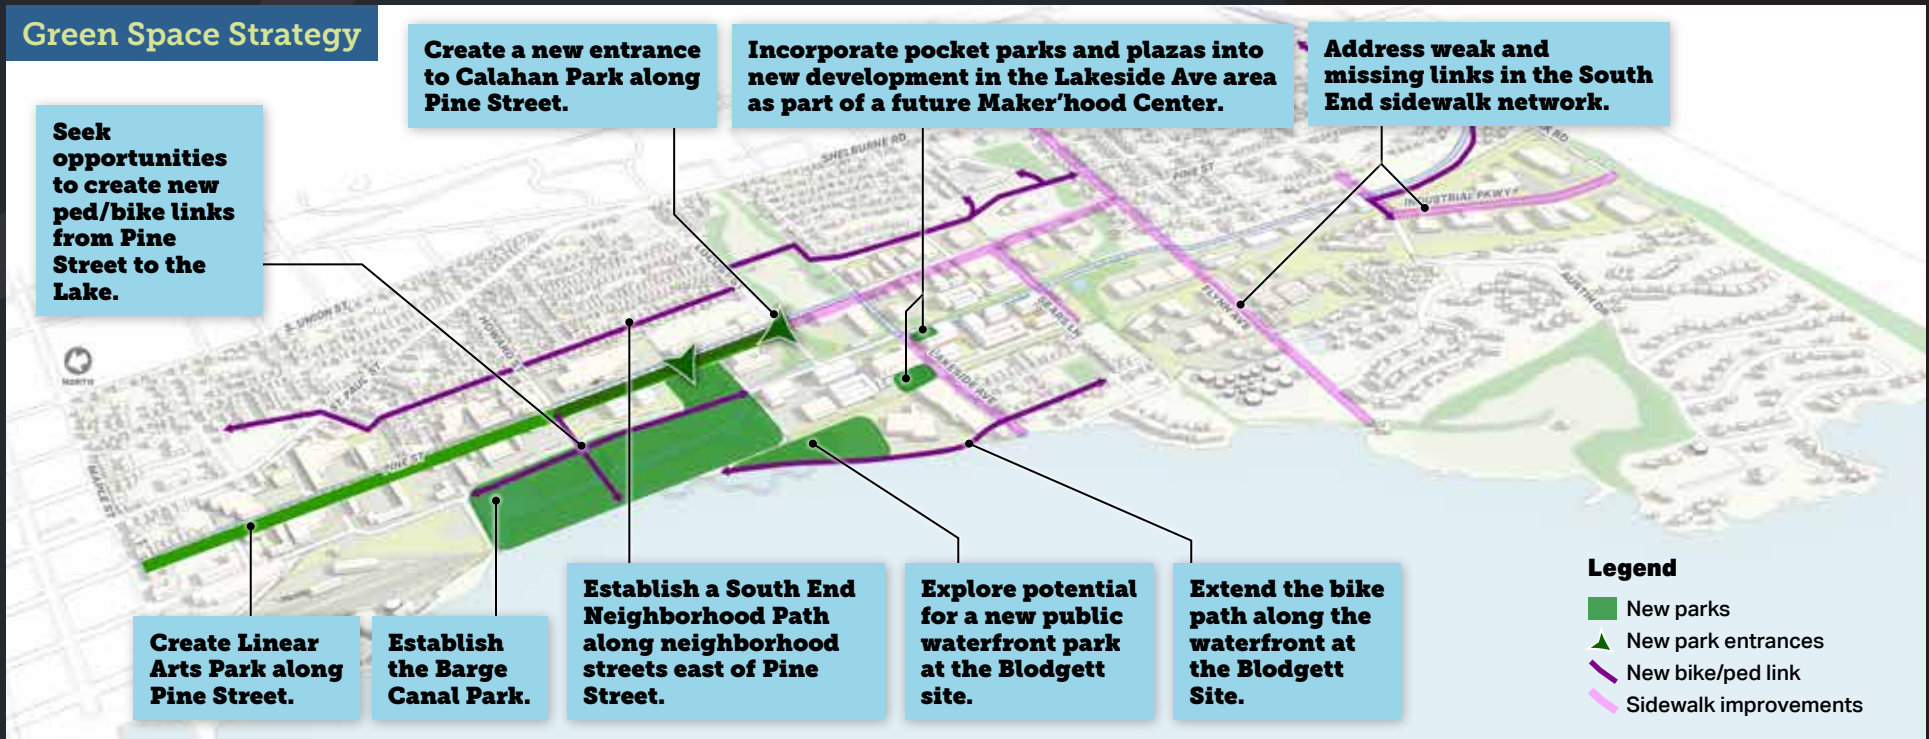 Green Space Strategy
Create a new entrance
to Calahan Park along
Pine Street.
Incorporate pocket parks and plazas into
new development in the Lakeside Ave area
as part of a future Maker’hood Center.
Address weak and
missing links in the South
End sidewalk network.
Seek
opportunities
to create new
ped/bike links
from Pine
Street to the
Lake.
SHELBURNE RD
PINE ST
INDUSTRIAL PKWY
S. UNION ST
HOWARD
ST. PAUL ST
SEARS LN
FLYNN AVE
AUSTIN DR
LAKESIDE AVE
NORTH
MAPLE ST
PINE ST
Create Linear
Arts Park along
Pine Street.
Establish
the Barge
Canal Park.
Establish a South End
Neighborhood Path
along neighborhood
streets east of Pine
Street.
Explore potential
for a new public
waterfront park
at the Blodgett
site.
Extend the bike
path along the
waterfront at
the Blodgett
Site.
Legend
New parks
New park entrances
New bike/ped link
Sidewalk improvements